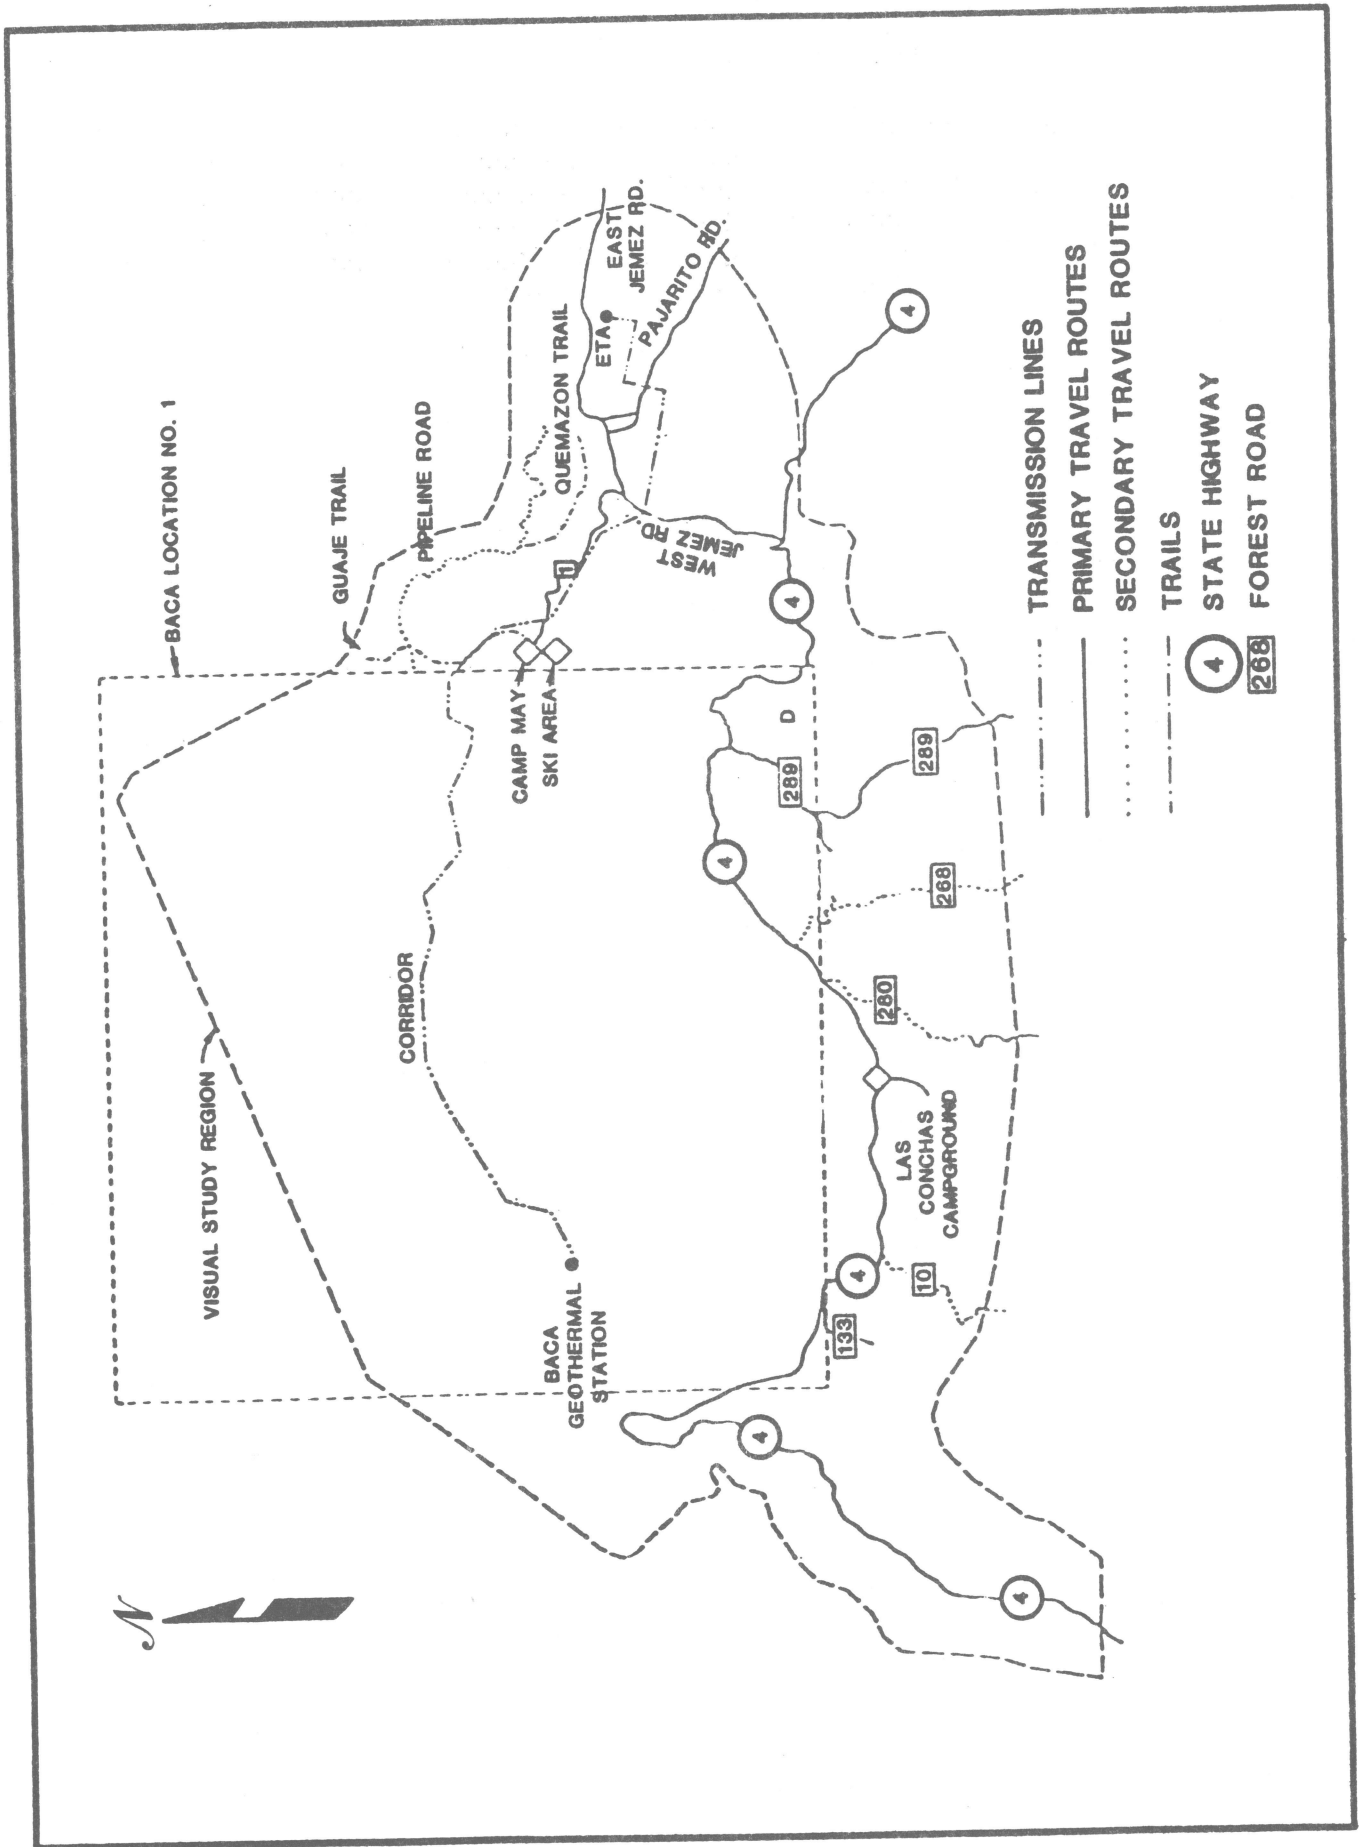 N
BACA LOCATION NO. 1
VISUAL STUDY REGION
GUAJE TRAIL
PIPELINE ROAD
CORRIDOR
QUEMAZON TRAIL
CAMP MAY
SKI AREA
1
ETA
EAST
JEMEZ RD.
PAJARITO RD.
WEST
JEMEZ RD
BACA
GEOTHERMAL
STATION
4
4
4
4
4
4
D
289
289
268
280
LAS
CONCHAS
CAMPGROUND
10
133
TRANSMISSION LINES
PRIMARY TRAVEL ROUTES
SECONDARY TRAVEL ROUTES
TRAILS
4 STATE HIGHWAY
268 FOREST ROAD